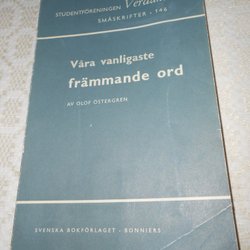 STUDENTFÖRENINGEN Verdandi
SMÅSKRIFTER · 146
Våra vanligaste
främmande ord
AV OLOF ÖSTERGREN
SVENSKA BOKFÖRLAGET · BONNIERS